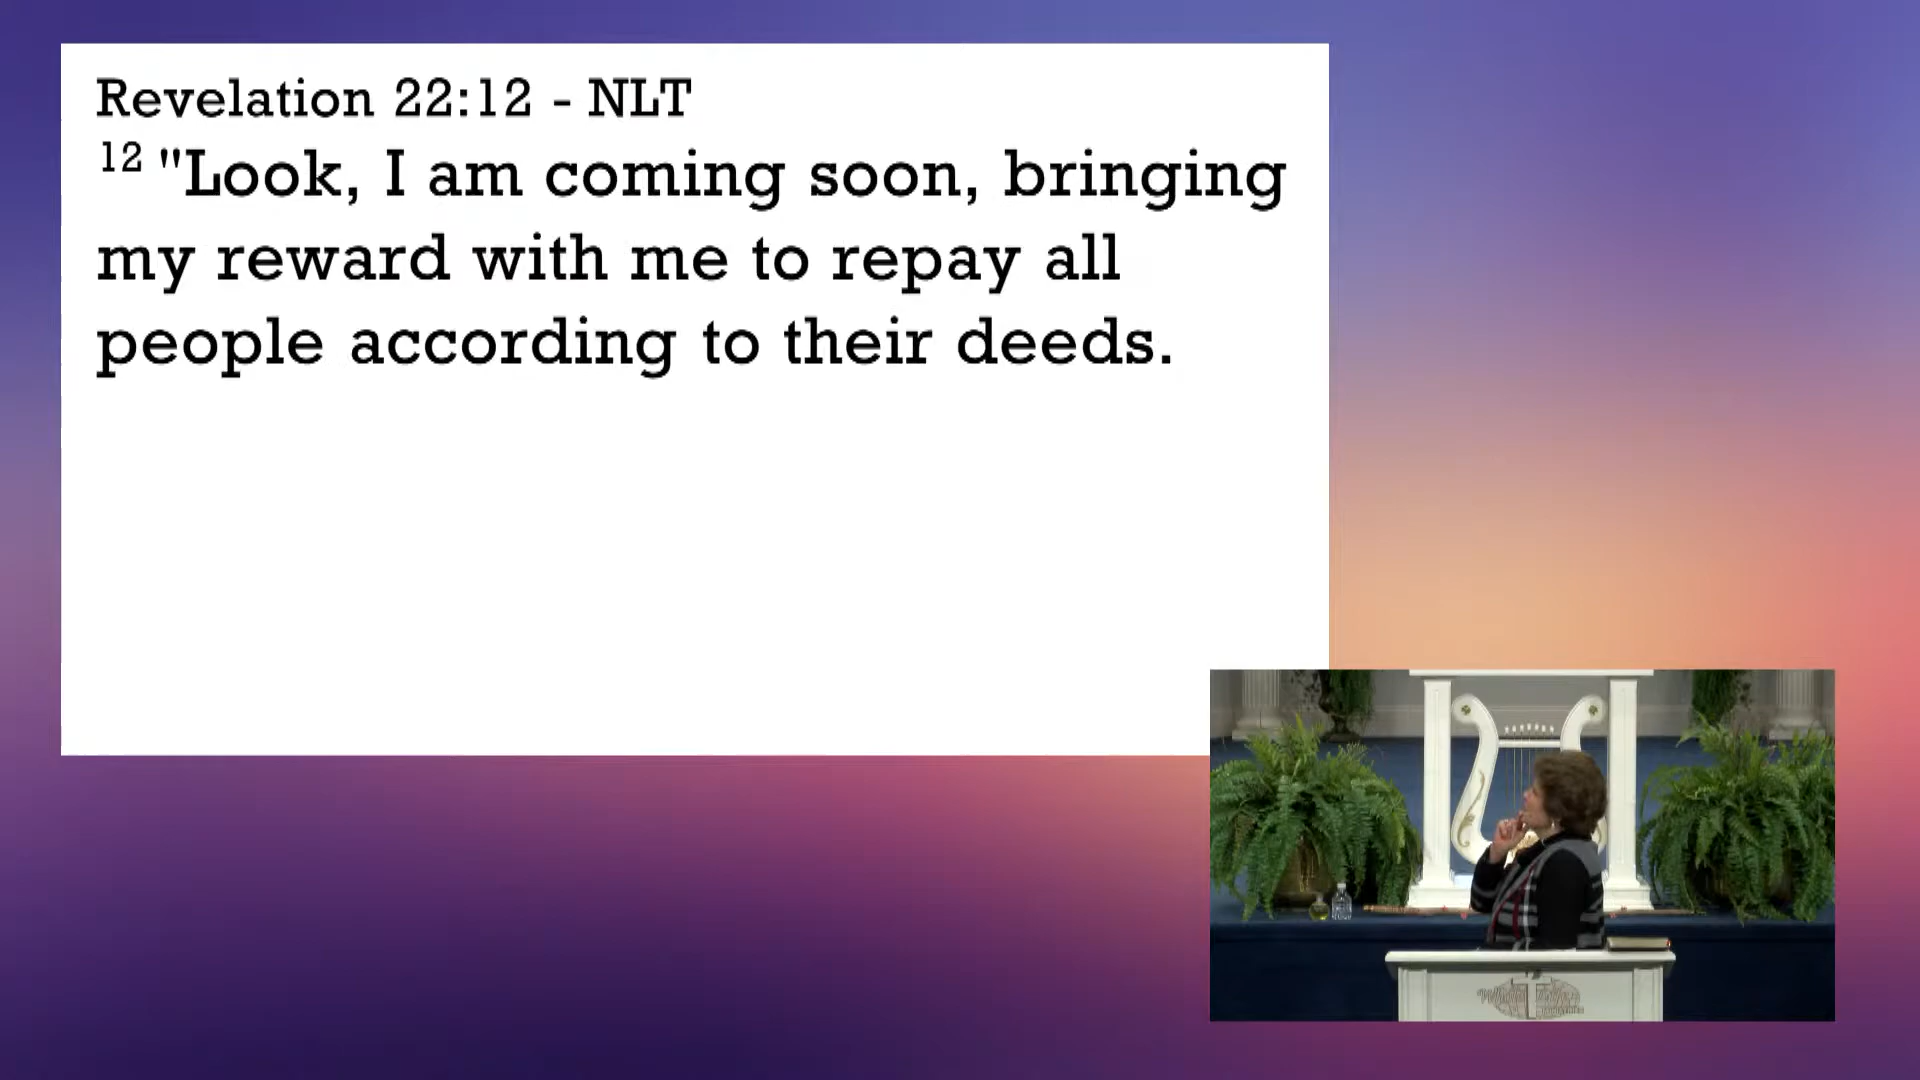 Revelation 22:12 - NLT
12 "Look, I am coming soon, bringing
my reward with me to repay all
people according to their deeds.